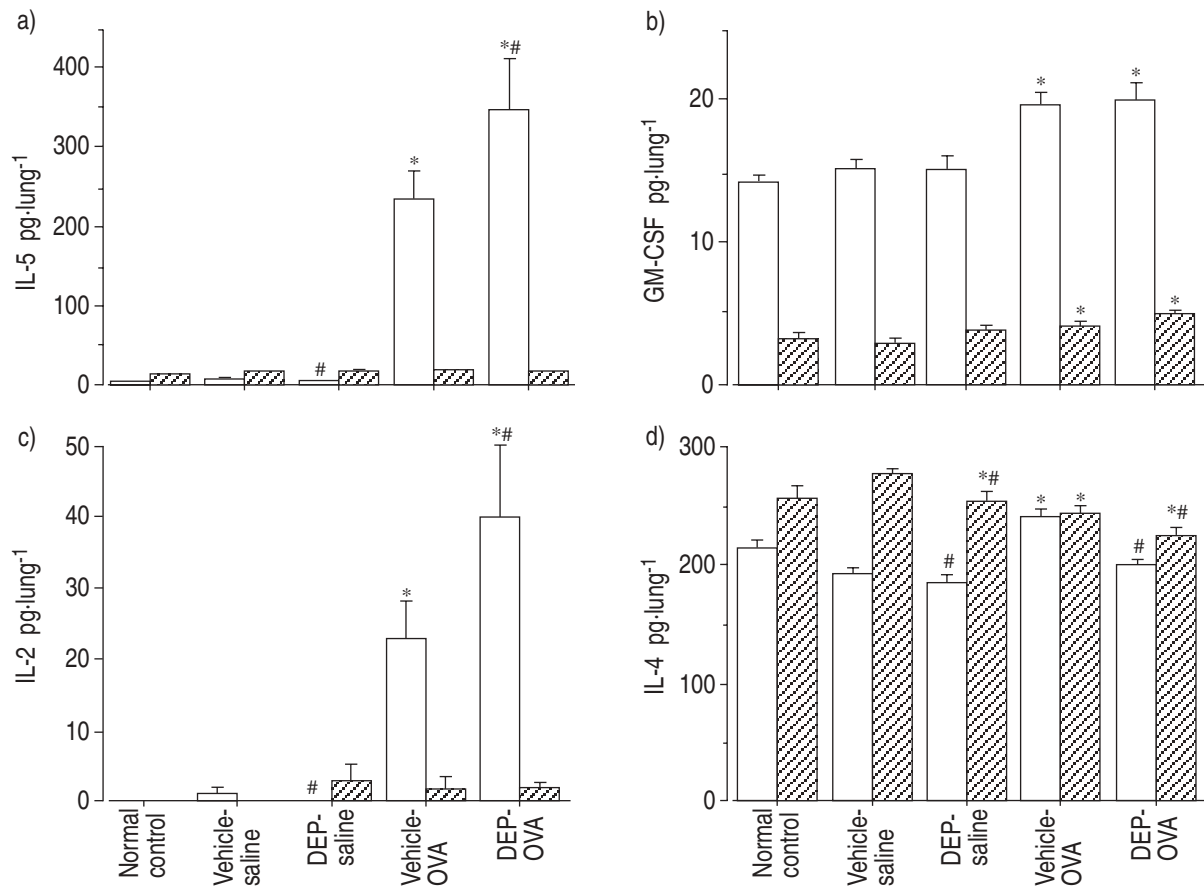 a)
IL-5 pg·lung-1
400
300
200
100
0
#
*
*#
b)
GM-CSF pg·lung-1
20
10
0
*
*
*
*
c)
IL-2 pg·lung-1
50
40
30
20
10
0
#
*
*#
Normal
control
Vehicle-
saline
DEP-
saline
Vehicle-
OVA
DEP-
OVA
d)
IL-4 pg·lung-1
300
200
100
0
#
*#
*
*
#
*#
Normal
control
Vehicle-
saline
DEP-
saline
Vehicle-
OVA
DEP-
OVA